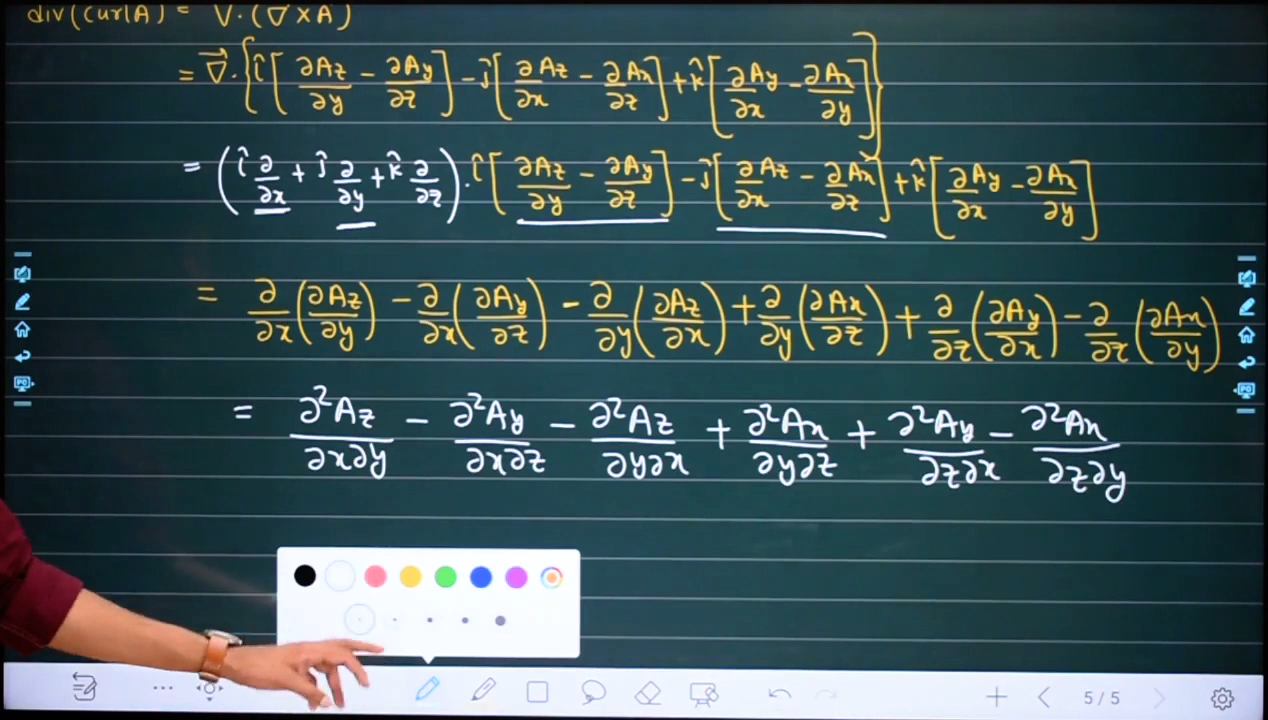 div(curlA) = ∇·(∇×A)
= ∇⃗·{î[∂Az/∂y − ∂Ay/∂z] − ĵ[∂Az/∂x − ∂Ax/∂z] + k̂[∂Ay/∂x − ∂Ax/∂y]}
= (î ∂/∂x + ĵ ∂/∂y + k̂ ∂/∂z)·î[∂Az/∂y − ∂Ay/∂z] − ĵ[∂Az/∂x − ∂Ax/∂z] + k̂[∂Ay/∂x − ∂Ax/∂y]
= ∂/∂x(∂Az/∂y) − ∂/∂x(∂Ay/∂z) − ∂/∂y(∂Az/∂x) + ∂/∂y(∂Ax/∂z) + ∂/∂z(∂Ay/∂x) − ∂/∂z(∂Ax/∂y)
= ∂²Az/∂x∂y − ∂²Ay/∂x∂z − ∂²Az/∂y∂x + ∂²Ax/∂y∂z + ∂²Ay/∂z∂x − ∂²Ax/∂z∂y
5/5